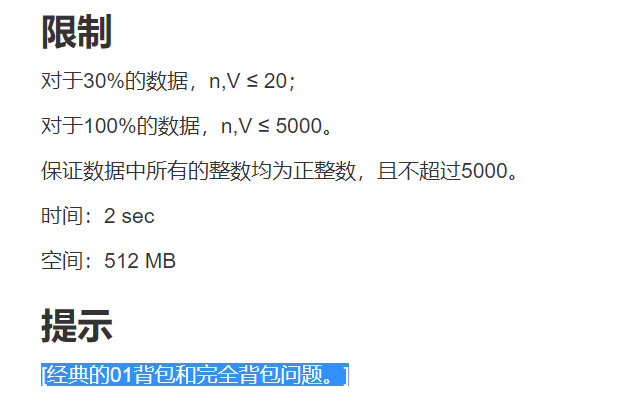 限制
对于30%的数据，n,V ≤ 20；
对于100%的数据，n,V ≤ 5000。
保证数据中所有的整数均为正整数，且不超过5000。
时间：2 sec
空间：512 MB
提示
[经典的01背包和完全背包问题。]